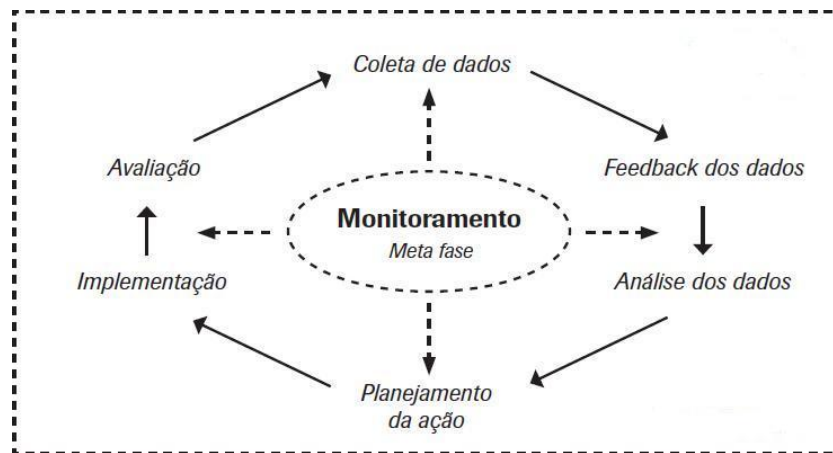 Coleta de dados
Avaliação
Feedback dos dados
Monitoramento
Meta fase
Implementação
Análise dos dados
Planejamento
da ação